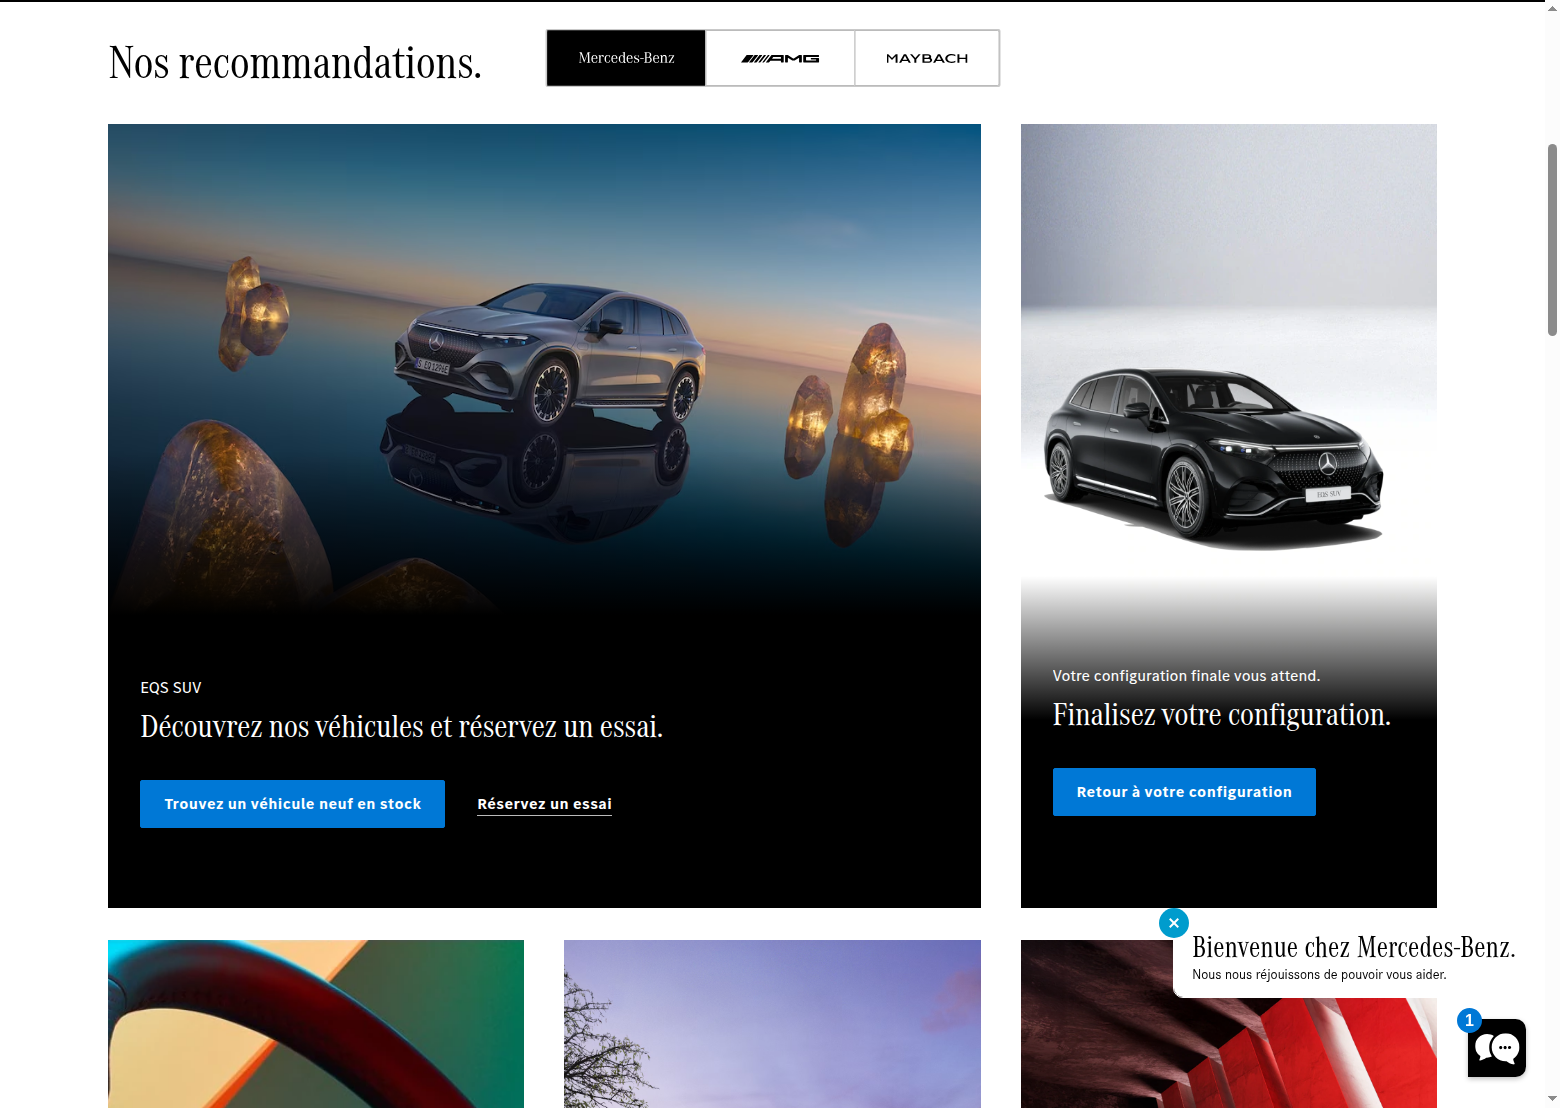 Nos recommandations.
Mercedes-Benz
AMG
MAYBACH
EQS SUV
EQS SUV
Découvrez nos véhicules et réservez un essai.
Trouvez un véhicule neuf en stock
Réservez un essai
Votre configuration finale vous attend.
Finalisez votre configuration.
Retour à votre configuration
Bienvenue chez Mercedes-Benz.
Nous nous réjouissons de pouvoir vous aider.
1